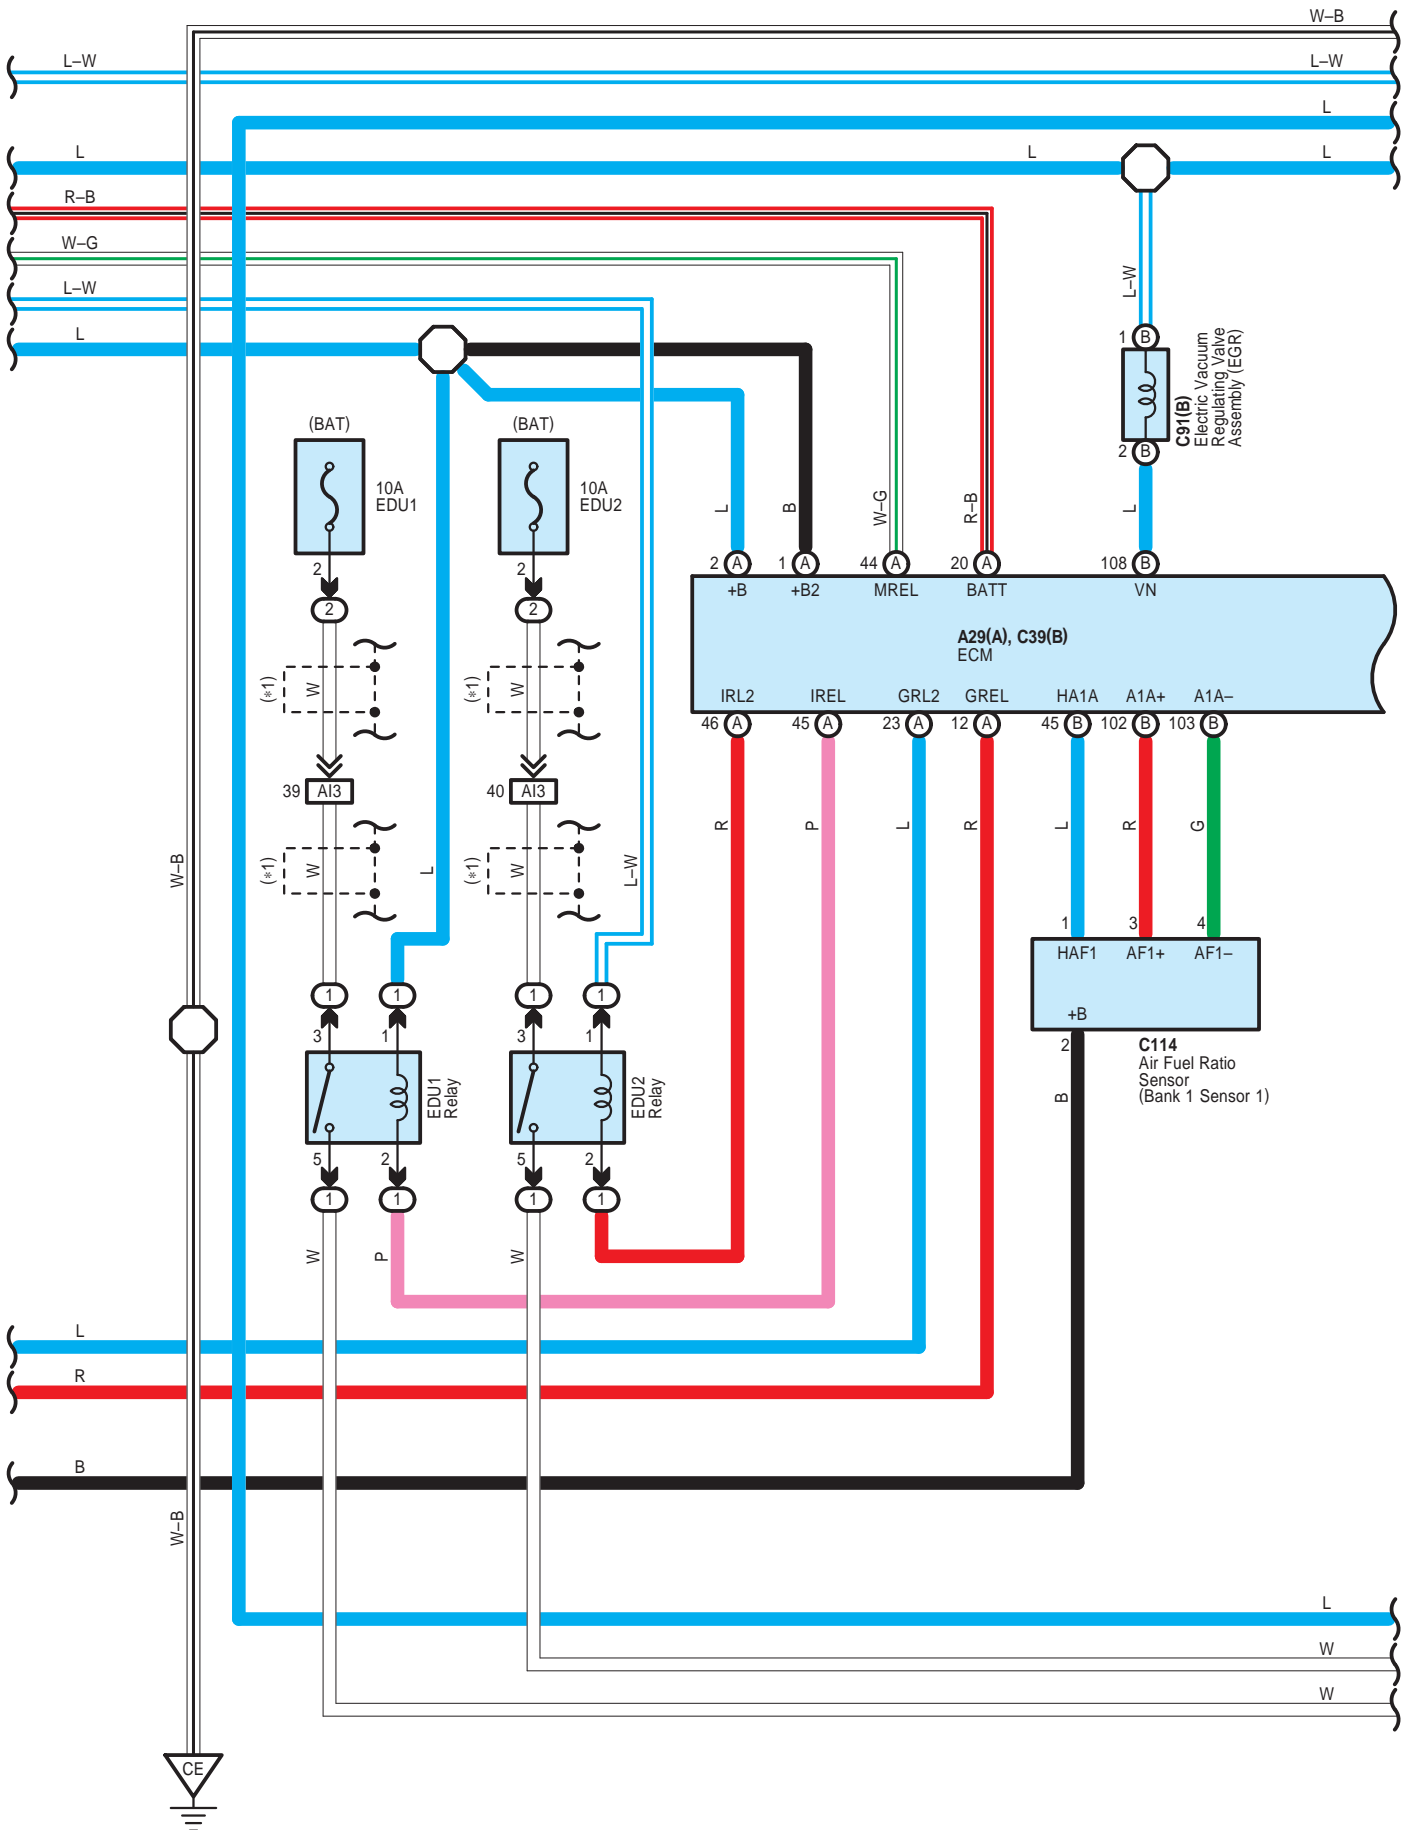 W–B
L–W
L–W
L
L
L
L
R–B
W–G
L–W
L–W
L
1 B
C91(B)
Electric Vacuum
Regulating Valve
Assembly (EGR)
2 B
(BAT)
(BAT)
10A
EDU1
10A
EDU2
L
B
W–G
R–B
L
2
2
2 A
1 A
44 A
20 A
108 B
+B
+B2
MREL
BATT
VN
2
2
A29(A), C39(B)
ECM
(*1)
W
(*1)
W
IRL2
IREL
GRL2
GREL
HA1A
A1A+
A1A–
46 A
45 A
23 A
12 A
45 B
102 B
103 B
39 AI3
40 AI3
R
P
L
R
L
R
G
W–B
(*1)
W
L
(*1)
W
L–W
1
3
4
HAF1
AF1+
AF1–
1
1
1
1
+B
3
1
3
1
2
C114
Air Fuel Ratio
Sensor
(Bank 1 Sensor 1)
EDU1
Relay
EDU2
Relay
B
5
2
5
2
1
1
1
1
W
P
W
L
R
B
W–B
L
W
W
CE